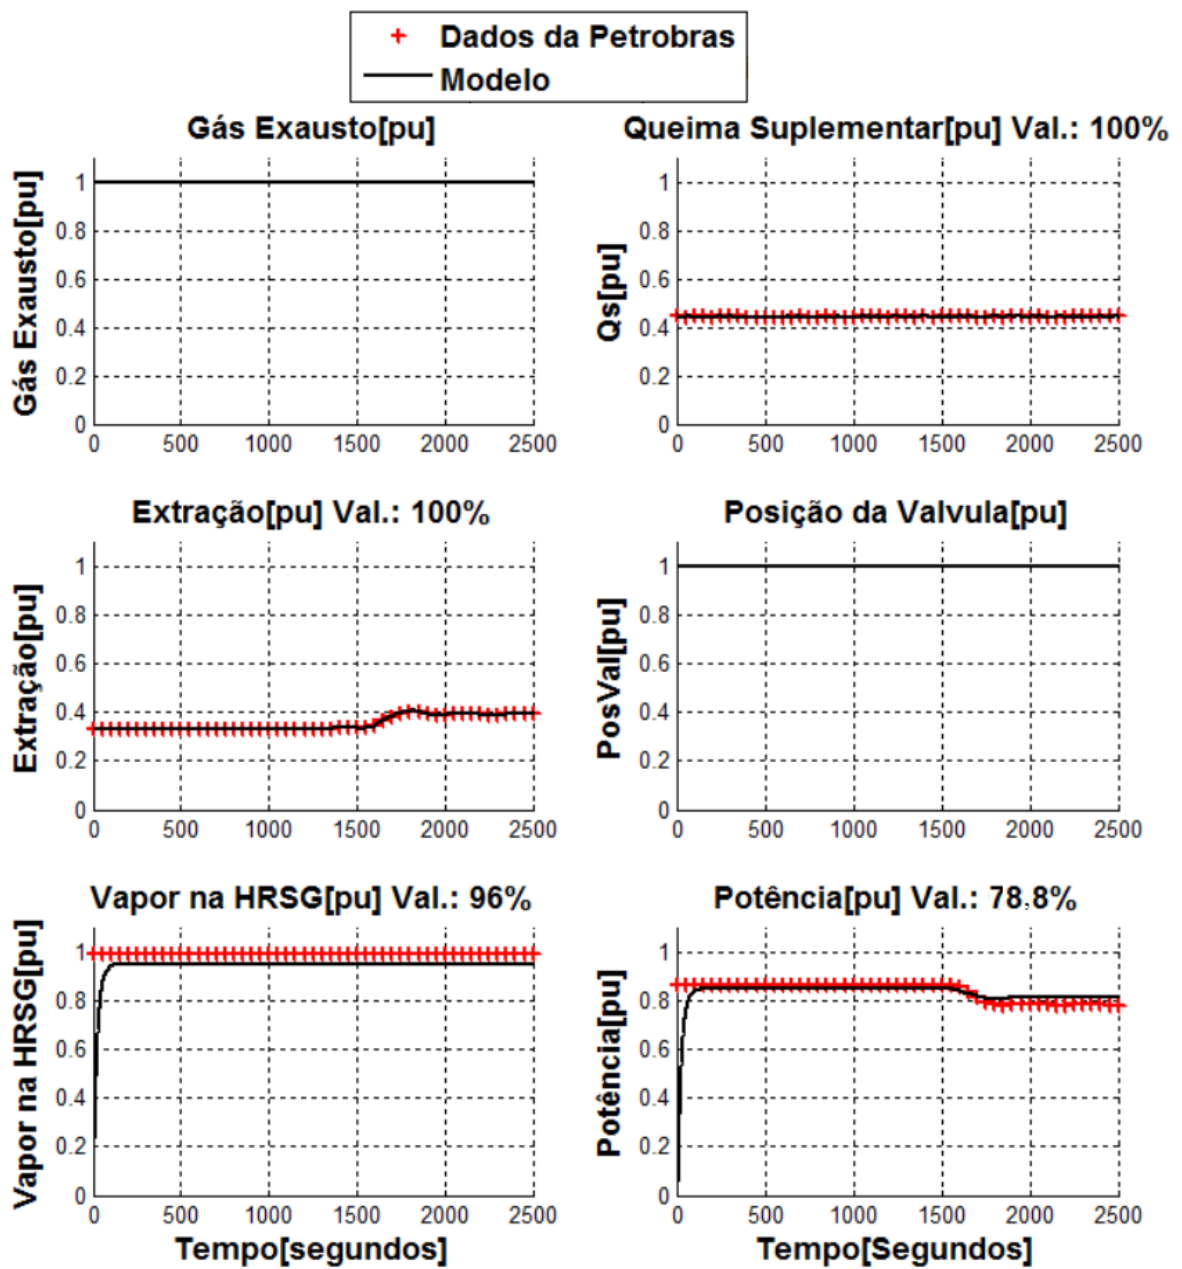 Dados da Petrobras
Modelo
Gás Exausto[pu]
Gás Exausto[pu]
1
0.8
0.6
0.4
0.2
0
0 500 1000 1500 2000 2500
Queima Suplementar[pu] Val.: 100%
Qs[pu]
1
0.8
0.6
0.4
0.2
0
0 500 1000 1500 2000 2500
Extração[pu] Val.: 100%
Extração[pu]
1
0.8
0.6
0.4
0.2
0
0 500 1000 1500 2000 2500
Posição da Valvula[pu]
PosVal[pu]
1
0.8
0.6
0.4
0.2
0
0 500 1000 1500 2000 2500
Vapor na HRSG[pu] Val.: 96%
Vapor na HRSG[pu]
1
0.8
0.6
0.4
0.2
0
0 500 1000 1500 2000 2500
Tempo[segundos]
Potência[pu] Val.: 78,8%
Potência[pu]
1
0.8
0.6
0.4
0.2
0
0 500 1000 1500 2000 2500
Tempo[Segundos]